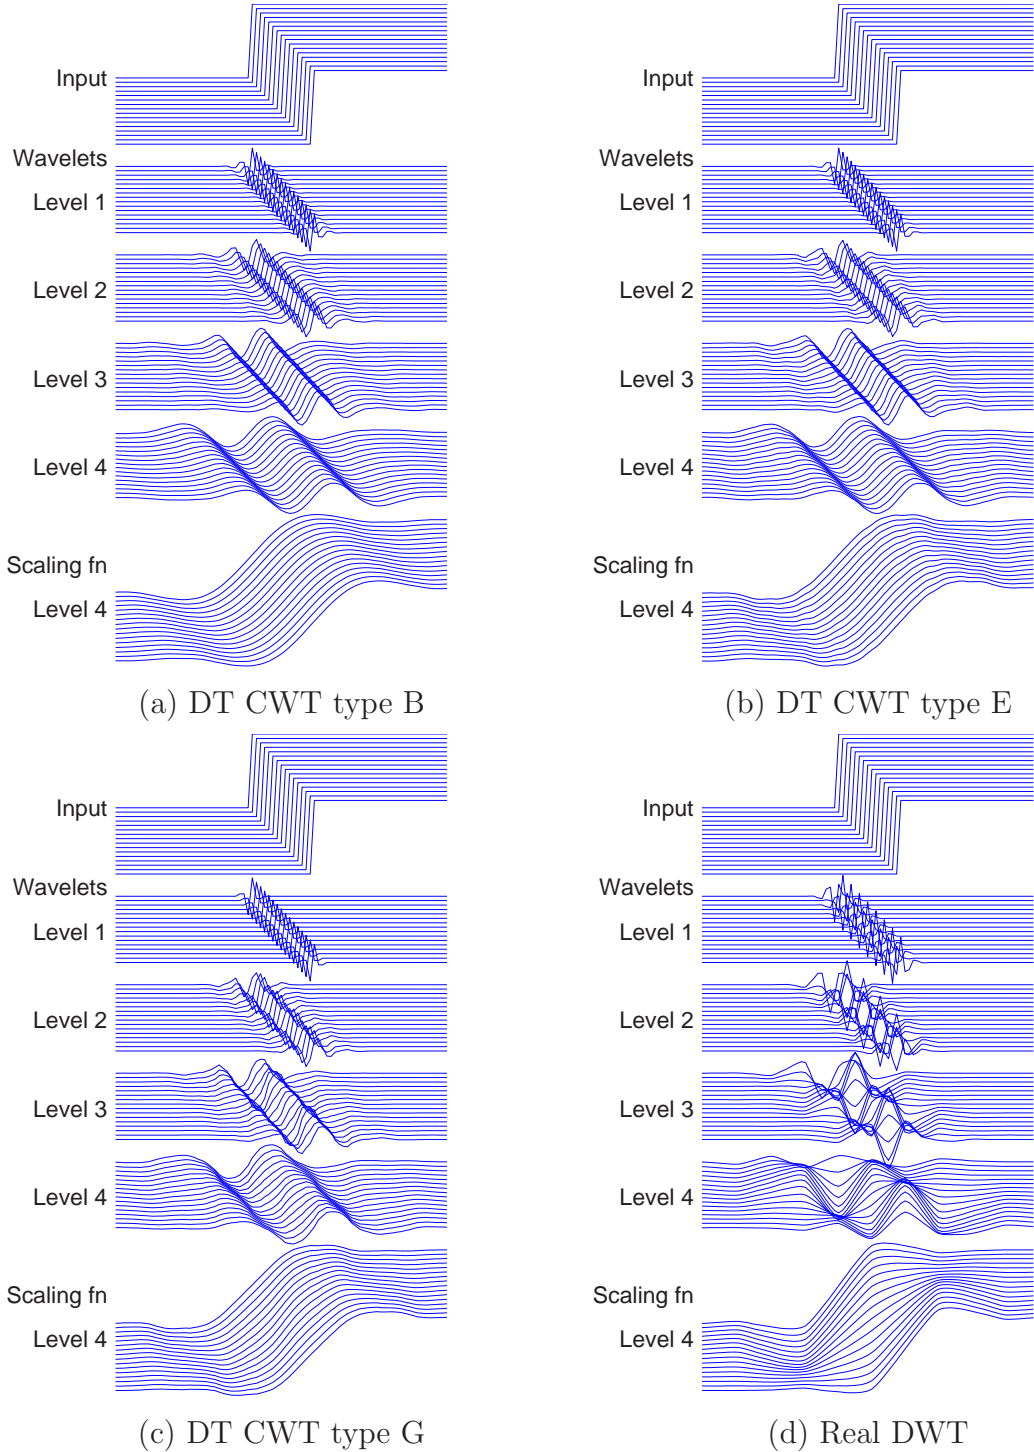 Input
Wavelets
Level 1
Level 2
Level 3
Level 4
Scaling fn
Level 4
(a) DT CWT type B
Input
Wavelets
Level 1
Level 2
Level 3
Level 4
Scaling fn
Level 4
(b) DT CWT type E
Input
Wavelets
Level 1
Level 2
Level 3
Level 4
Scaling fn
Level 4
(c) DT CWT type G
Input
Wavelets
Level 1
Level 2
Level 3
Level 4
Scaling fn
Level 4
(d) Real DWT